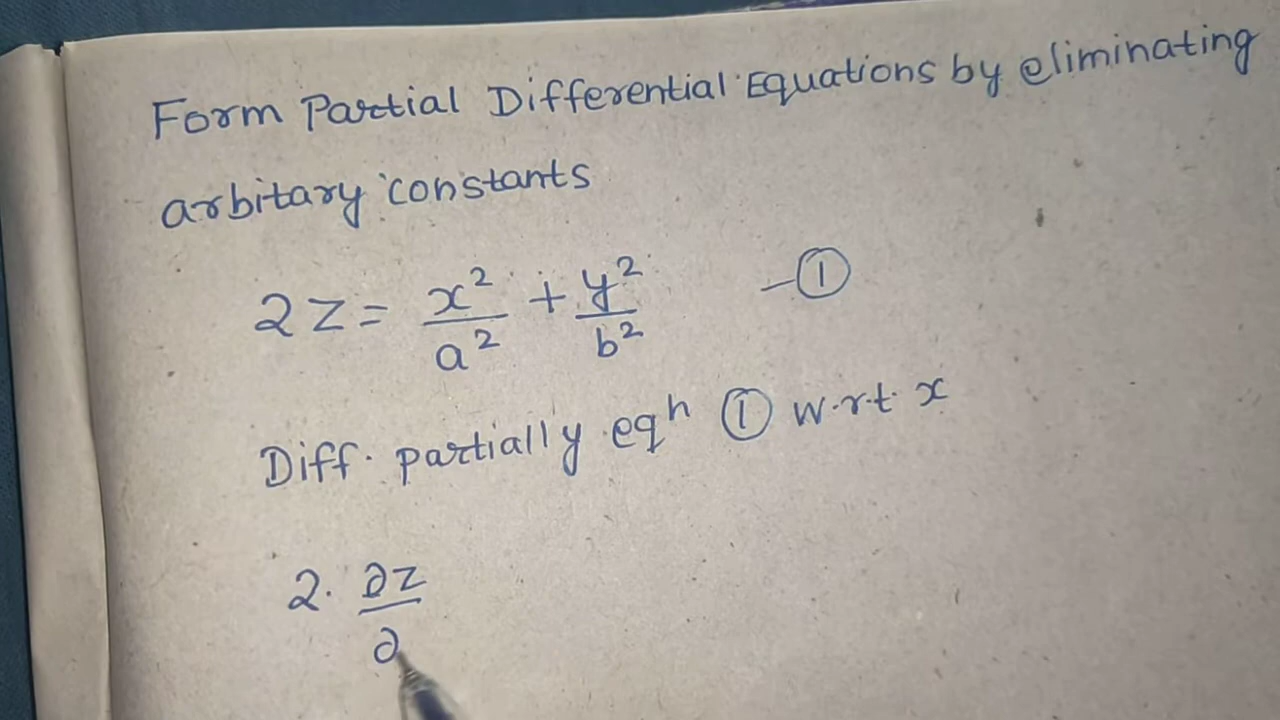 Form Partial Differential Equations by eliminating
arbitary constants
2z = x²/a² + y²/b² —①
Diff. partially eqⁿ ① w.r.t. x
2. ∂z/∂